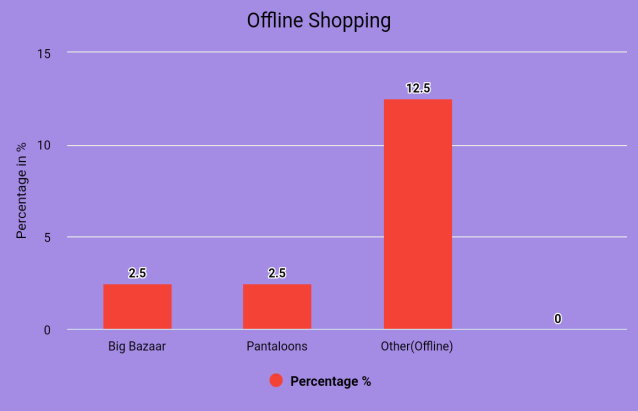 Offline Shopping
Percentage in %
15
10
5
0
12.5
2.5
2.5
0
Big Bazaar
Pantaloons
Other(Offline)
Percentage %